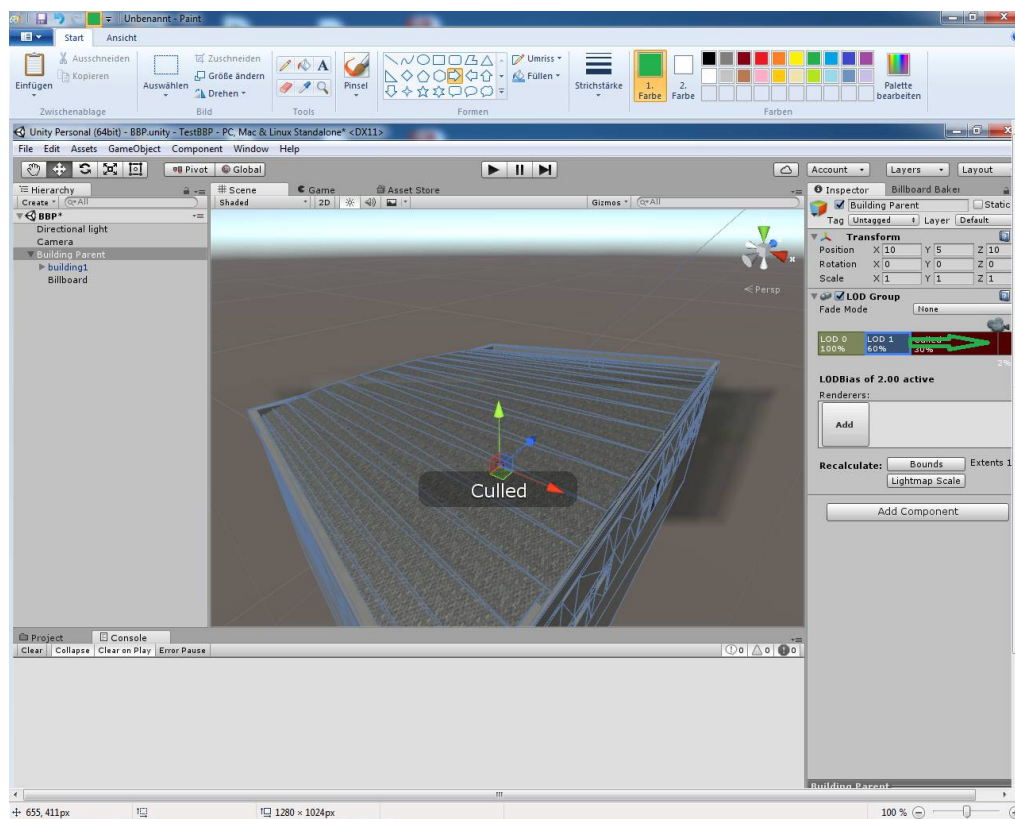 Unbenannt - Paint
Start Ansicht
Einfügen
Ausschneiden
Kopieren
Zwischenablage
Auswählen
Zuschneiden
Größe ändern
Drehen
Bild
A
Tools
Pinsel
Formen
Umriss
Füllen
Strichstärke
1. Farbe
2. Farbe
Farben
Palette bearbeiten
Unity Personal (64bit) - BBP.unity - TestBBP - PC, Mac & Linux Standalone* <DX11>
File Edit Assets GameObject Component Window Help
Pivot Global Account Layers Layout
Hierarchy
Create All
BBP*
Directional light
Camera
Building Parent
building1
Billboard
Scene Game Asset Store
Shaded 2D Gizmos All
x
Persp
Culled
Inspector Billboard Baker
Building Parent Static
Tag Untagged Layer Default
Transform
Position X 10 Y 5 Z 10
Rotation X 0 Y 0 Z 0
Scale X 1 Y 1 Z 1
LOD Group
Fade Mode None
LOD 0 LOD 1 Culled
100% 60% 30%
2%
LODBias of 2.00 active
Renderers:
Add
Recalculate: Bounds Extents 1
Lightmap Scale
Add Component
Project Console
Clear Collapse Clear on Play Error Pause 0 0 0
Building Parent
655, 411px 1280 × 1024px 100 %